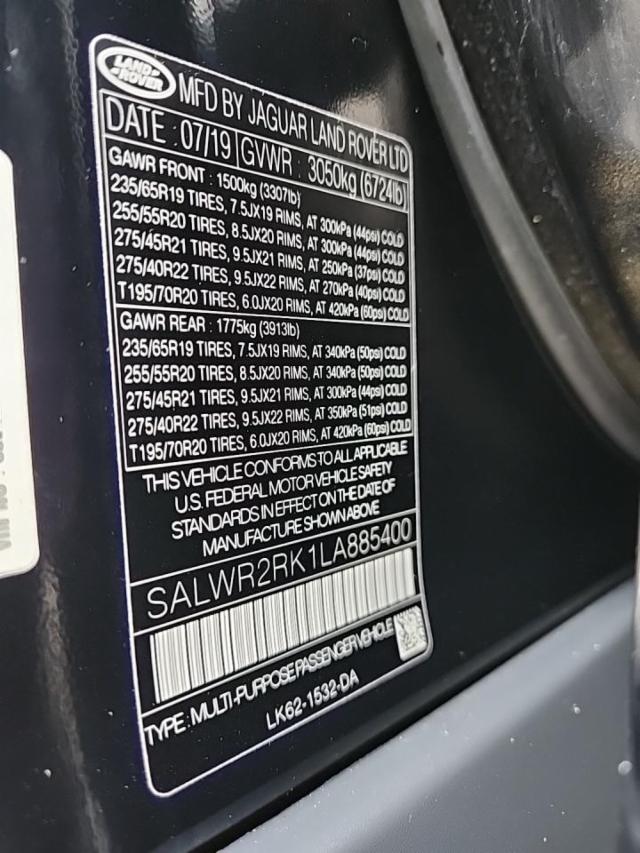 LAND
ROVER
MFD BY JAGUAR LAND ROVER LTD
DATE : 07/19 GVWR : 3050kg (6724lb)
GAWR FRONT : 1500kg (3307lb)
235/65R19 TIRES, 7.5JX19 RIMS, AT 300kPa (44psi) COLD
255/55R20 TIRES, 8.5JX20 RIMS, AT 300kPa (44psi) COLD
275/45R21 TIRES, 9.5JX21 RIMS, AT 250kPa (37psi) COLD
275/40R22 TIRES, 9.5JX22 RIMS, AT 270kPa (40psi) COLD
T195/70R20 TIRES, 6.0JX20 RIMS, AT 420kPa (60psi) COLD
GAWR REAR : 1775kg (3913lb)
235/65R19 TIRES, 7.5JX19 RIMS, AT 340kPa (50psi) COLD
255/55R20 TIRES, 8.5JX20 RIMS, AT 340kPa (50psi) COLD
275/45R21 TIRES, 9.5JX21 RIMS, AT 300kPa (44psi) COLD
275/40R22 TIRES, 9.5JX22 RIMS, AT 350kPa (51psi) COLD
T195/70R20 TIRES, 6.0JX20 RIMS, AT 420kPa (60psi) COLD
THIS VEHICLE CONFORMS TO ALL APPLICABLE
U.S. FEDERAL MOTOR VEHICLE SAFETY
STANDARDS IN EFFECT ON THE DATE OF
MANUFACTURE SHOWN ABOVE
SALWR2RK1LA885400
TYPE : MULTI-PURPOSE PASSENGER VEHICLE
LK62-1532-DA